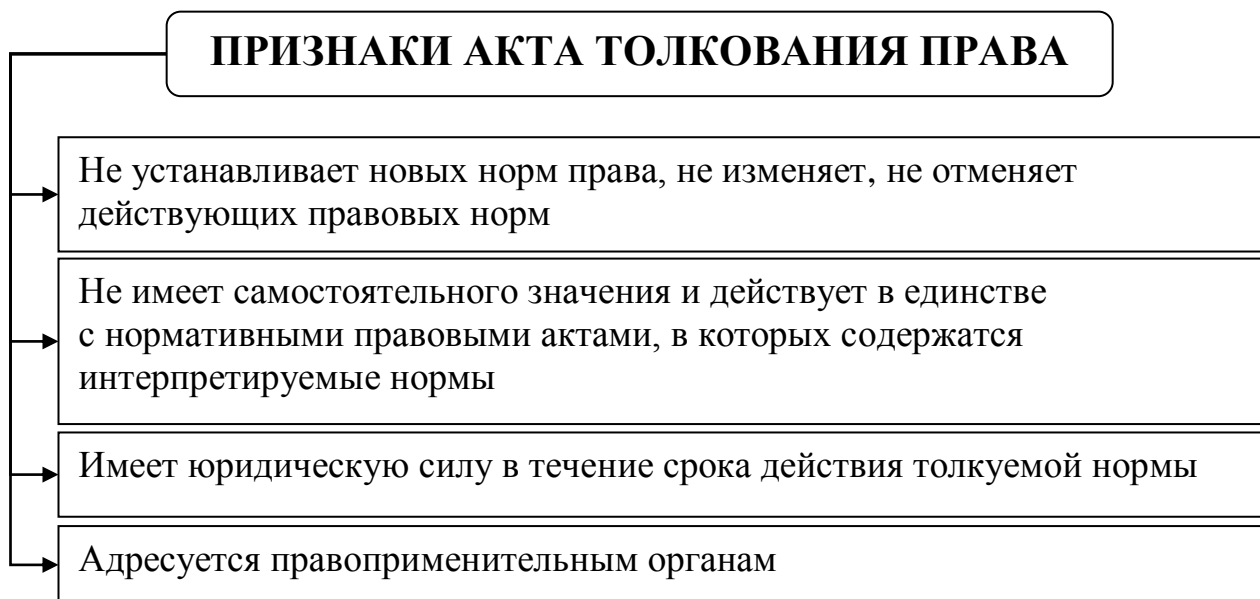 ПРИЗНАКИ АКТА ТОЛКОВАНИЯ ПРАВА
Не устанавливает новых норм права, не изменяет, не отменяет
действующих правовых норм
Не имеет самостоятельного значения и действует в единстве
с нормативными правовыми актами, в которых содержатся
интерпретируемые нормы
Имеет юридическую силу в течение срока действия толкуемой нормы
Адресуется правоприменительным органам